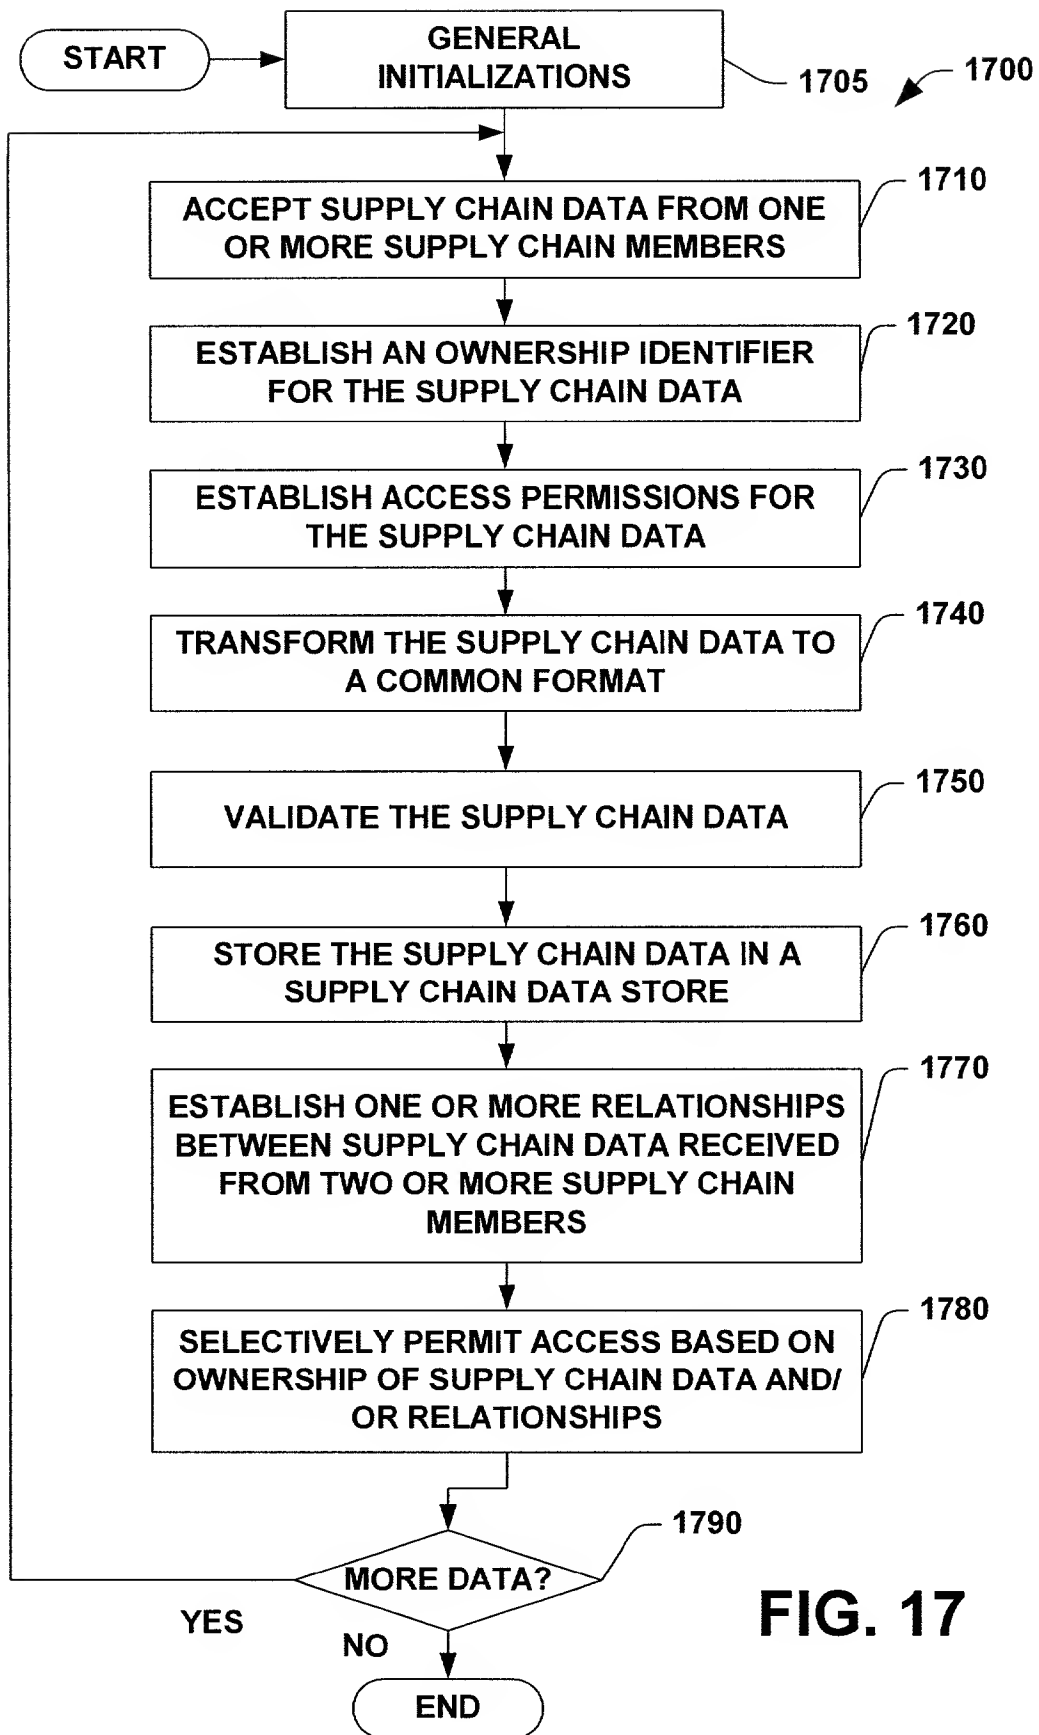 START
GENERAL
INITIALIZATIONS
1705
1700
ACCEPT SUPPLY CHAIN DATA FROM ONE
OR MORE SUPPLY CHAIN MEMBERS
1710
ESTABLISH AN OWNERSHIP IDENTIFIER
FOR THE SUPPLY CHAIN DATA
1720
ESTABLISH ACCESS PERMISSIONS FOR
THE SUPPLY CHAIN DATA
1730
TRANSFORM THE SUPPLY CHAIN DATA TO
A COMMON FORMAT
1740
VALIDATE THE SUPPLY CHAIN DATA
1750
STORE THE SUPPLY CHAIN DATA IN A
SUPPLY CHAIN DATA STORE
1760
ESTABLISH ONE OR MORE RELATIONSHIPS
BETWEEN SUPPLY CHAIN DATA RECEIVED
FROM TWO OR MORE SUPPLY CHAIN
MEMBERS
1770
SELECTIVELY PERMIT ACCESS BASED ON
OWNERSHIP OF SUPPLY CHAIN DATA AND/
OR RELATIONSHIPS
1780
MORE DATA?
1790
YES
NO
END
FIG. 17